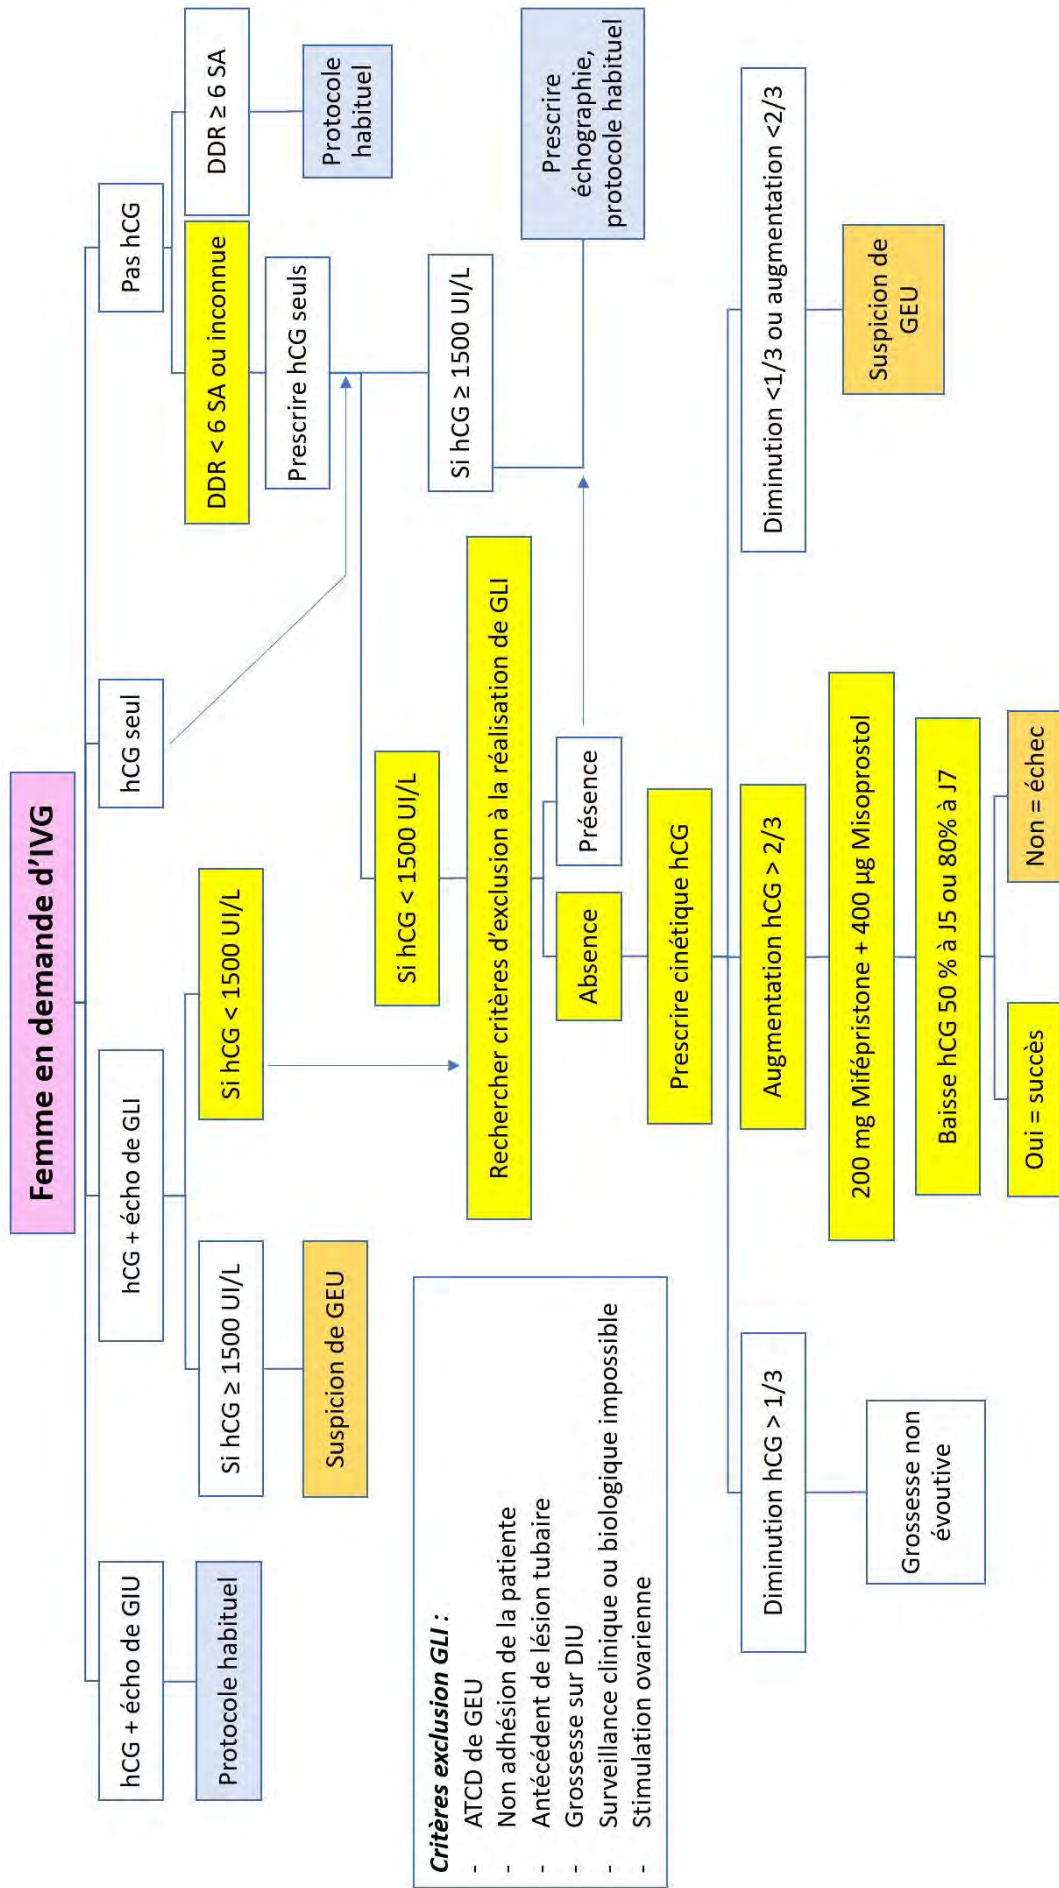 Femme en demande d'IVG
hCG + écho de GIU
hCG + écho de GLI
hCG seul
Pas hCG
Protocole habituel
Si hCG ≥ 1500 UI/L
Si hCG < 1500 UI/L
DDR < 6 SA ou inconnue
DDR ≥ 6 SA
Suspicion de GEU
Prescrire hCG seuls
Protocole
habituel
Si hCG < 1500 UI/L
Si hCG ≥ 1500 UI/L
Critères exclusion GLI :
- ATCD de GEU
- Non adhésion de la patiente
- Antécédent de lésion tubaire
- Grossesse sur DIU
- Surveillance clinique ou biologique impossible
- Stimulation ovarienne
Rechercher critères d'exclusion à la réalisation de GLI
Absence
Présence
Prescrire
échographie,
protocole habituel
Prescrire cinétique hCG
Diminution hCG > 1/3
Augmentation hCG > 2/3
Diminution <1/3 ou augmentation <2/3
Grossesse non
évoutive
200 mg Mifépristone + 400 µg Misoprostol
Suspicion de
GEU
Baisse hCG 50 % à J5 ou 80% à J7
Oui = succès
Non = échec